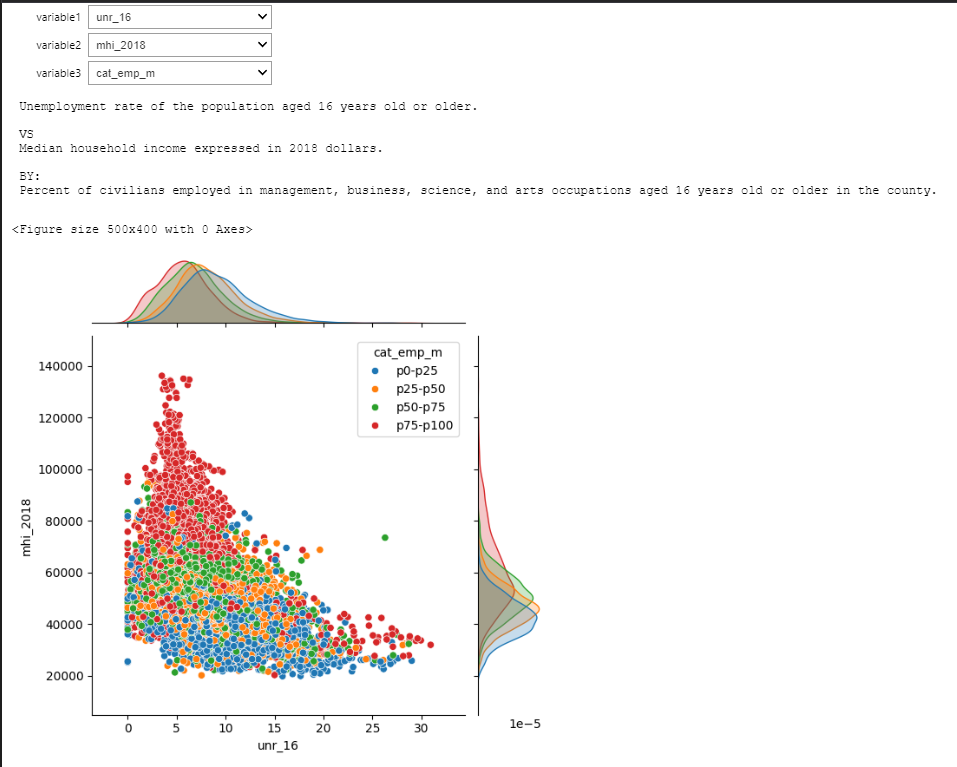 variable1 unr_16
variable2 mhi_2018
variable3 cat_emp_m
Unemployment rate of the population aged 16 years old or older.
VS
Median household income expressed in 2018 dollars.
BY:
Percent of civilians employed in management, business, science, and arts occupations aged 16 years old or older in the county.
<Figure size 500x400 with 0 Axes>
cat_emp_m
p0-p25
p25-p50
p50-p75
p75-p100
140000
120000
100000
80000
60000
40000
20000
mhi_2018
0 5 10 15 20 25 30
unr_16
1e−5